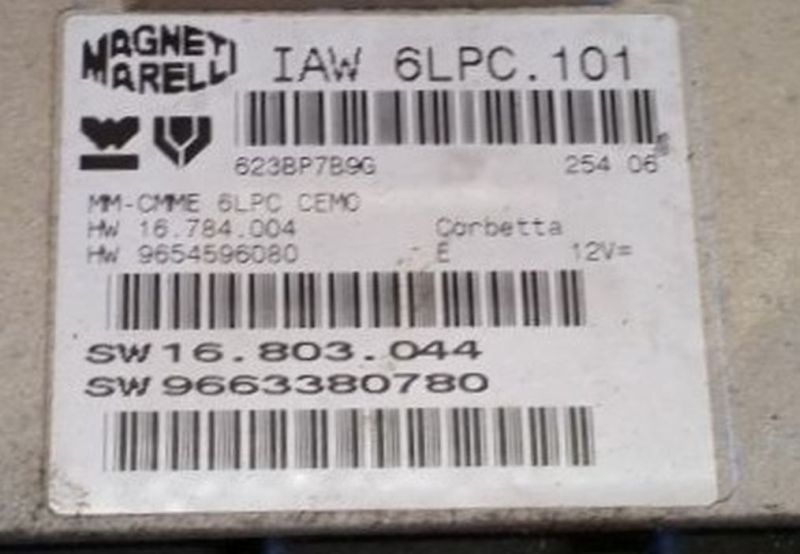 MAGNETI
MARELLI
IAW 6LPC.101
623BP7B9G 254 06
MM-CMME 6LPC CEMC
HW 16.784.004 Corbetta
HW 9654596080 E 12V=
SW 16.803.044
SW 9663380780